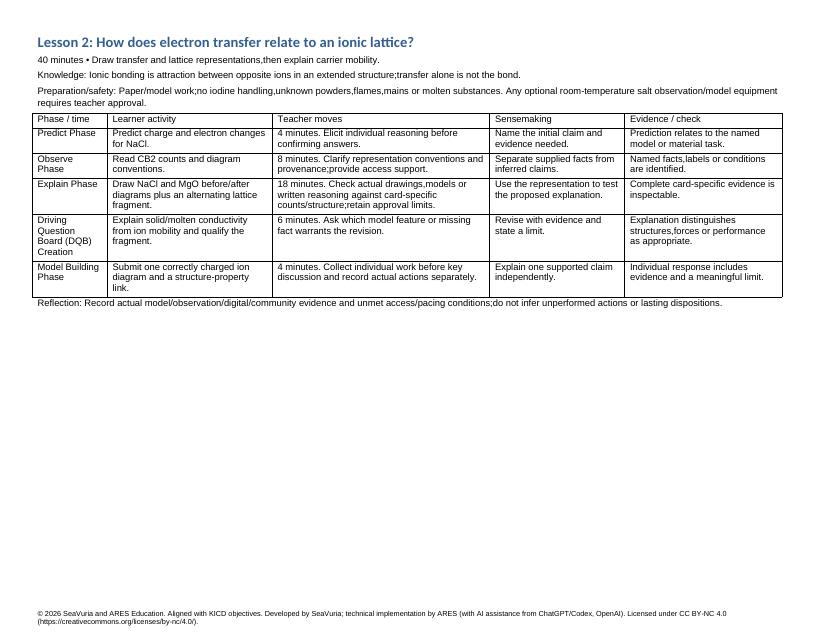 Lesson 2: How does electron transfer relate to an ionic lattice?
40 minutes • Draw transfer and lattice representations,then explain carrier mobility.
Knowledge: Ionic bonding is attraction between opposite ions in an extended structure;transfer alone is not the bond.
Preparation/safety: Paper/model work;no iodine handling,unknown powders,flames,mains or molten substances. Any optional room-temperature salt observation/model equipment
requires teacher approval.
Phase / time
Learner activity
Teacher moves
Sensemaking
Evidence / check
Predict Phase
Predict charge and electron changes
for NaCl.
4 minutes. Elicit individual reasoning before
confirming answers.
Name the initial claim and
evidence needed.
Prediction relates to the named
model or material task.
Observe
Phase
Read CB2 counts and diagram
conventions.
8 minutes. Clarify representation conventions and
provenance;provide access support.
Separate supplied facts from
inferred claims.
Named facts,labels or conditions
are identified.
Explain Phase
Draw NaCl and MgO before/after
diagrams plus an alternating lattice
fragment.
18 minutes. Check actual drawings,models or
written reasoning against card-specific
counts/structure;retain approval limits.
Use the representation to test
the proposed explanation.
Complete card-specific evidence is
inspectable.
Driving
Question
Board (DQB)
Creation
Explain solid/molten conductivity
from ion mobility and qualify the
fragment.
6 minutes. Ask which model feature or missing
fact warrants the revision.
Revise with evidence and
state a limit.
Explanation distinguishes
structures,forces or performance
as appropriate.
Model Building
Phase
Submit one correctly charged ion
diagram and a structure-property
link.
4 minutes. Collect individual work before key
discussion and record actual actions separately.
Explain one supported claim
independently.
Individual response includes
evidence and a meaningful limit.
Reflection: Record actual model/observation/digital/community evidence and unmet access/pacing conditions;do not infer unperformed actions or lasting dispositions.
© 2026 SeaVuria and ARES Education. Aligned with KICD objectives. Developed by SeaVuria; technical implementation by ARES (with AI assistance from ChatGPT/Codex, OpenAI). Licensed under CC BY-NC 4.0
(https://creativecommons.org/licenses/by-nc/4.0/).